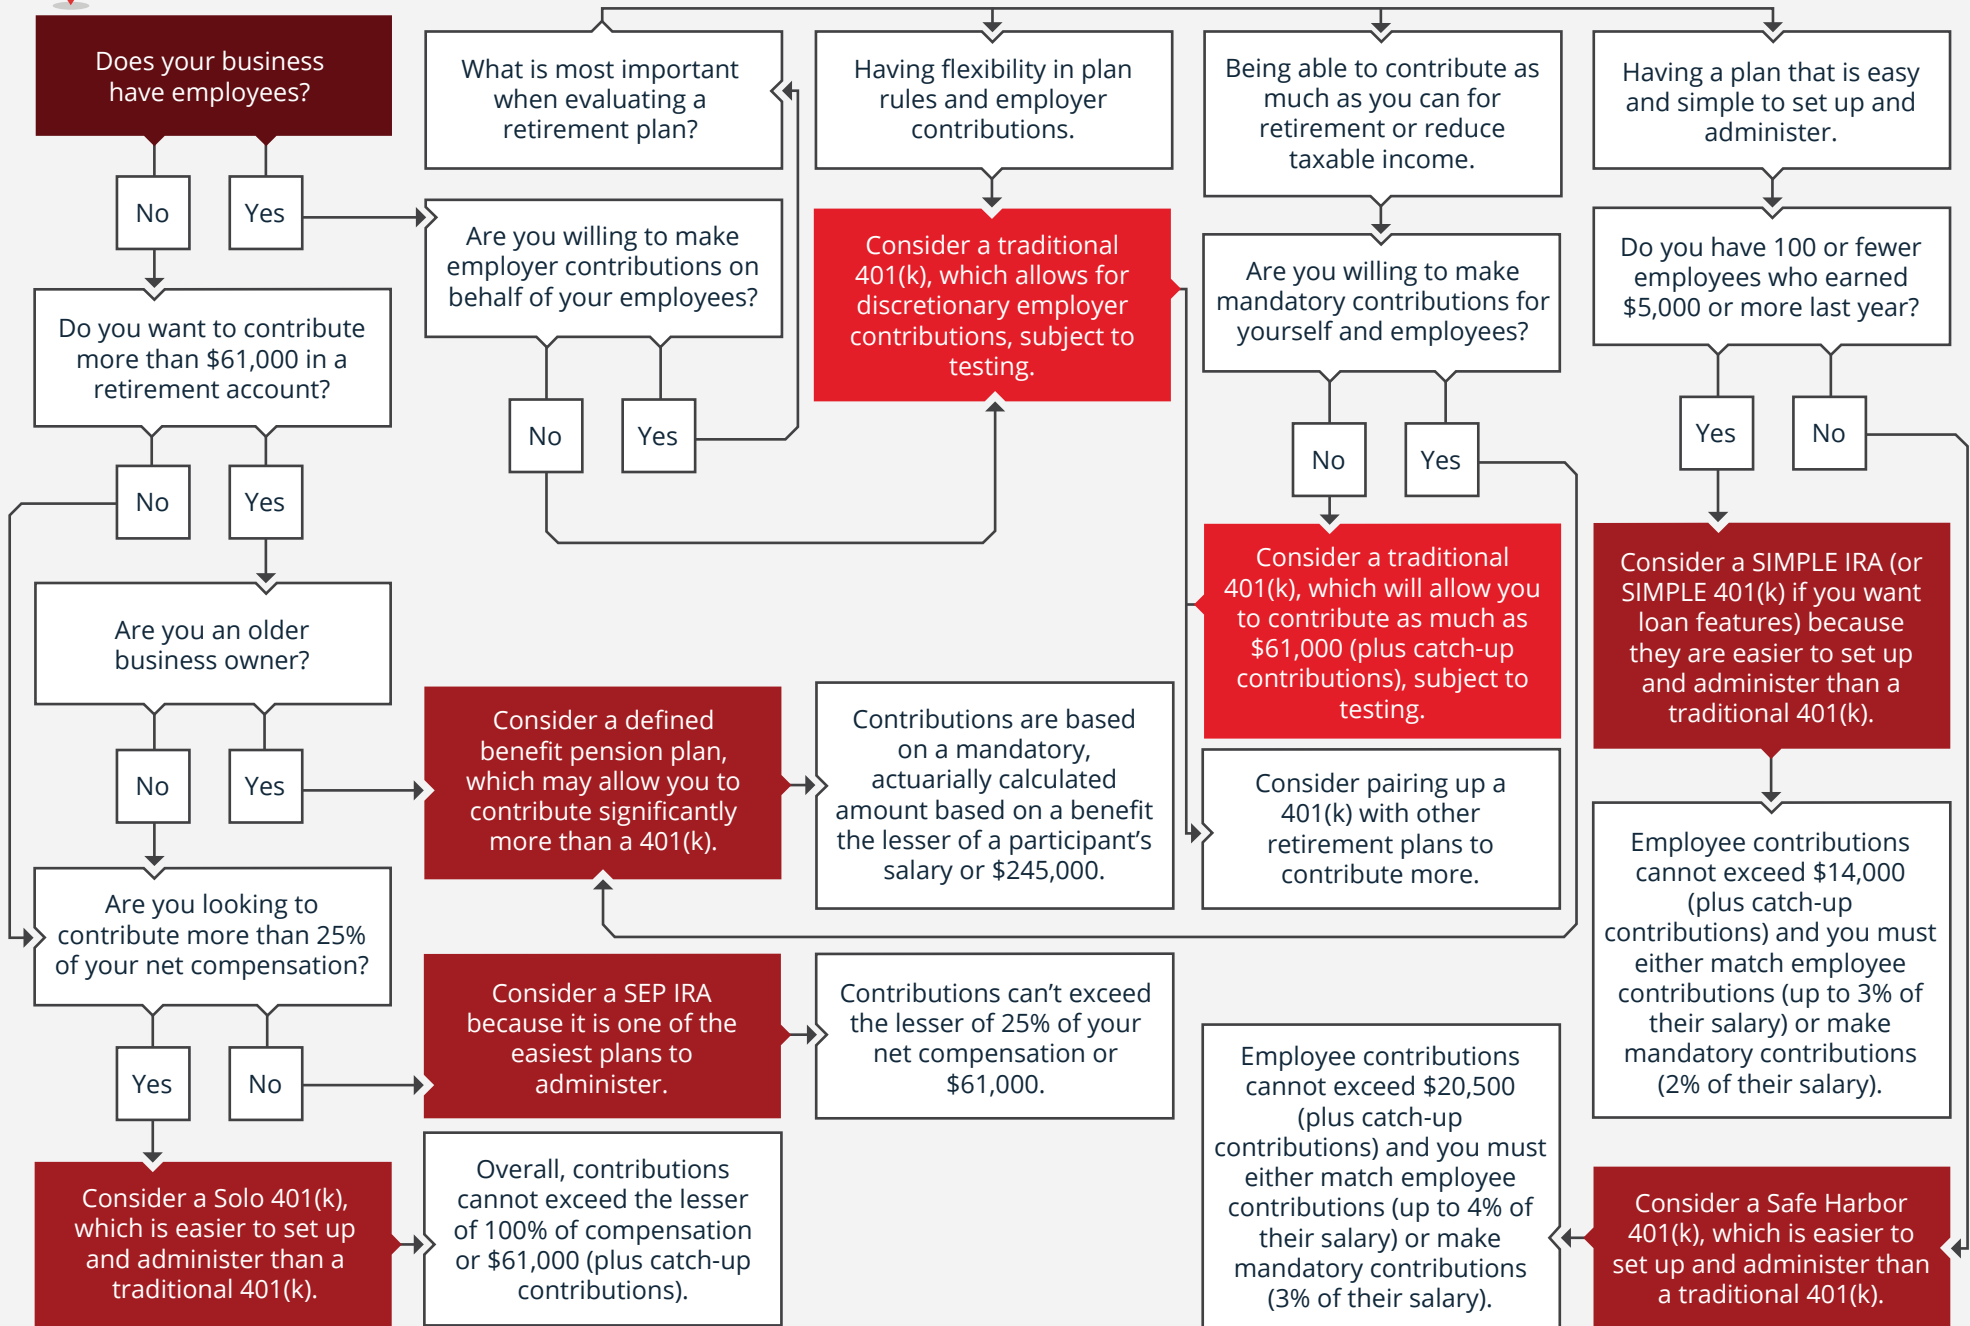 Does your business
have employees?
No
Yes
Do you want to contribute
more than $61,000 in a
retirement account?
No
Yes
Are you an older
business owner?
No
Yes
Are you looking to
contribute more than 25%
of your net compensation?
Yes
No
Consider a Solo 401(k),
which is easier to set up
and administer than a
traditional 401(k).
What is most important
when evaluating a
retirement plan?
Are you willing to make
employer contributions on
behalf of your employees?
No
Yes
Consider a defined
benefit pension plan,
which may allow you to
contribute significantly
more than a 401(k).
Consider a SEP IRA
because it is one of the
easiest plans to
administer.
Overall, contributions
cannot exceed the lesser
of 100% of compensation
or $61,000 (plus catch-up
contributions).
Having flexibility in plan
rules and employer
contributions.
Consider a traditional
401(k), which allows for
discretionary employer
contributions, subject to
testing.
Contributions are based
on a mandatory,
actuarially calculated
amount based on a benefit
the lesser of a participant's
salary or $245,000.
Contributions can't exceed
the lesser of 25% of your
net compensation or
$61,000.
Being able to contribute as
much as you can for
retirement or reduce
taxable income.
Are you willing to make
mandatory contributions for
yourself and employees?
No
Yes
Consider a traditional
401(k), which will allow you
to contribute as much as
$61,000 (plus catch-up
contributions), subject to
testing.
Consider pairing up a
401(k) with other
retirement plans to
contribute more.
Employee contributions
cannot exceed $20,500
(plus catch-up
contributions) and you must
either match employee
contributions (up to 4% of
their salary) or make
mandatory contributions
(3% of their salary).
Having a plan that is easy
and simple to set up and
administer.
Do you have 100 or fewer
employees who earned
$5,000 or more last year?
Yes
No
Consider a SIMPLE IRA (or
SIMPLE 401(k) if you want
loan features) because
they are easier to set up
and administer than a
traditional 401(k).
Employee contributions
cannot exceed $14,000
(plus catch-up
contributions) and you must
either match employee
contributions (up to 3% of
their salary) or make
mandatory contributions
(2% of their salary).
Consider a Safe Harbor
401(k), which is easier to
set up and administer than
a traditional 401(k).